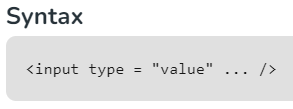 Syntax
<input type = "value" ... />